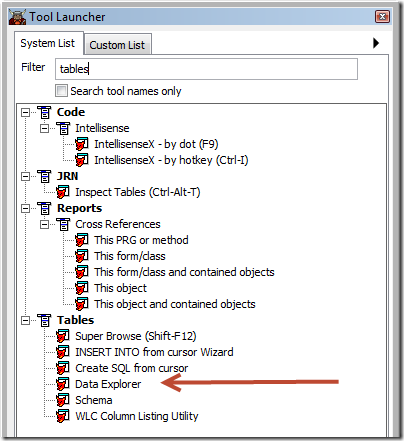 Tool Launcher
System List Custom List
Filter tables
Search tool names only
Code
Intellisense
IntellisenseX - by dot (F9)
IntellisenseX - by hotkey (Ctrl-I)
JRN
Inspect Tables (Ctrl-Alt-T)
Reports
Cross References
This PRG or method
This form/class
This form/class and contained objects
This object
This object and contained objects
Tables
Super Browse (Shift-F12)
INSERT INTO from cursor Wizard
Create SQL from cursor
Data Explorer
Schema
WLC Column Listing Utility